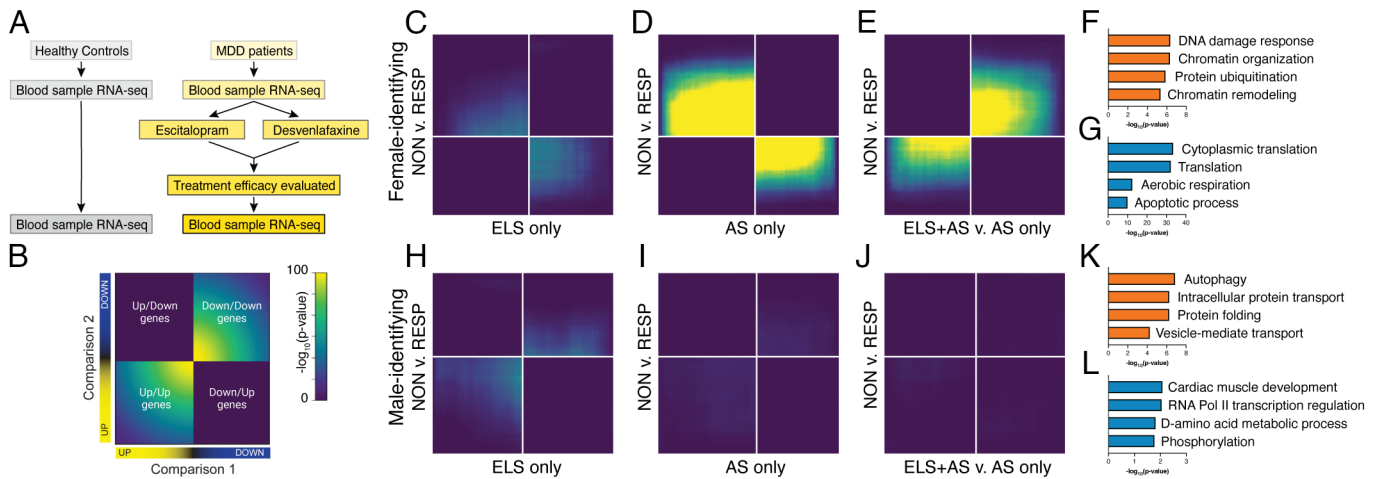 A
Healthy Controls
MDD patients
Blood sample RNA-seq
Blood sample RNA-seq
Escitalopram
Desvenlafaxine
Treatment efficacy evaluated
Blood sample RNA-seq
Blood sample RNA-seq
B
Comparison 2
DOWN
UP
Up/Down
genes
Down/Down
genes
Up/Up
genes
Down/Up
genes
UP
DOWN
Comparison 1
100
-log10(p-value)
0
C
Female-identifying
NON v. RESP
ELS only
D
NON v. RESP
AS only
E
NON v. RESP
ELS+AS v. AS only
F
DNA damage response
Chromatin organization
Protein ubiquitination
Chromatin remodeling
0 2 4 6 8
-log10(p-value)
G
Cytoplasmic translation
Translation
Aerobic respiration
Apoptotic process
0 10 20 30 40
-log10(p-value)
H
Male-identifying
NON v. RESP
ELS only
I
NON v. RESP
AS only
J
NON v. RESP
ELS+AS v. AS only
K
Autophagy
Intracellular protein transport
Protein folding
Vesicle-mediate transport
0 2 4 6 8
-log10(p-value)
L
Cardiac muscle development
RNA Pol II transcription regulation
D-amino acid metabolic process
Phosphorylation
0 1 2 3
-log10(p-value)